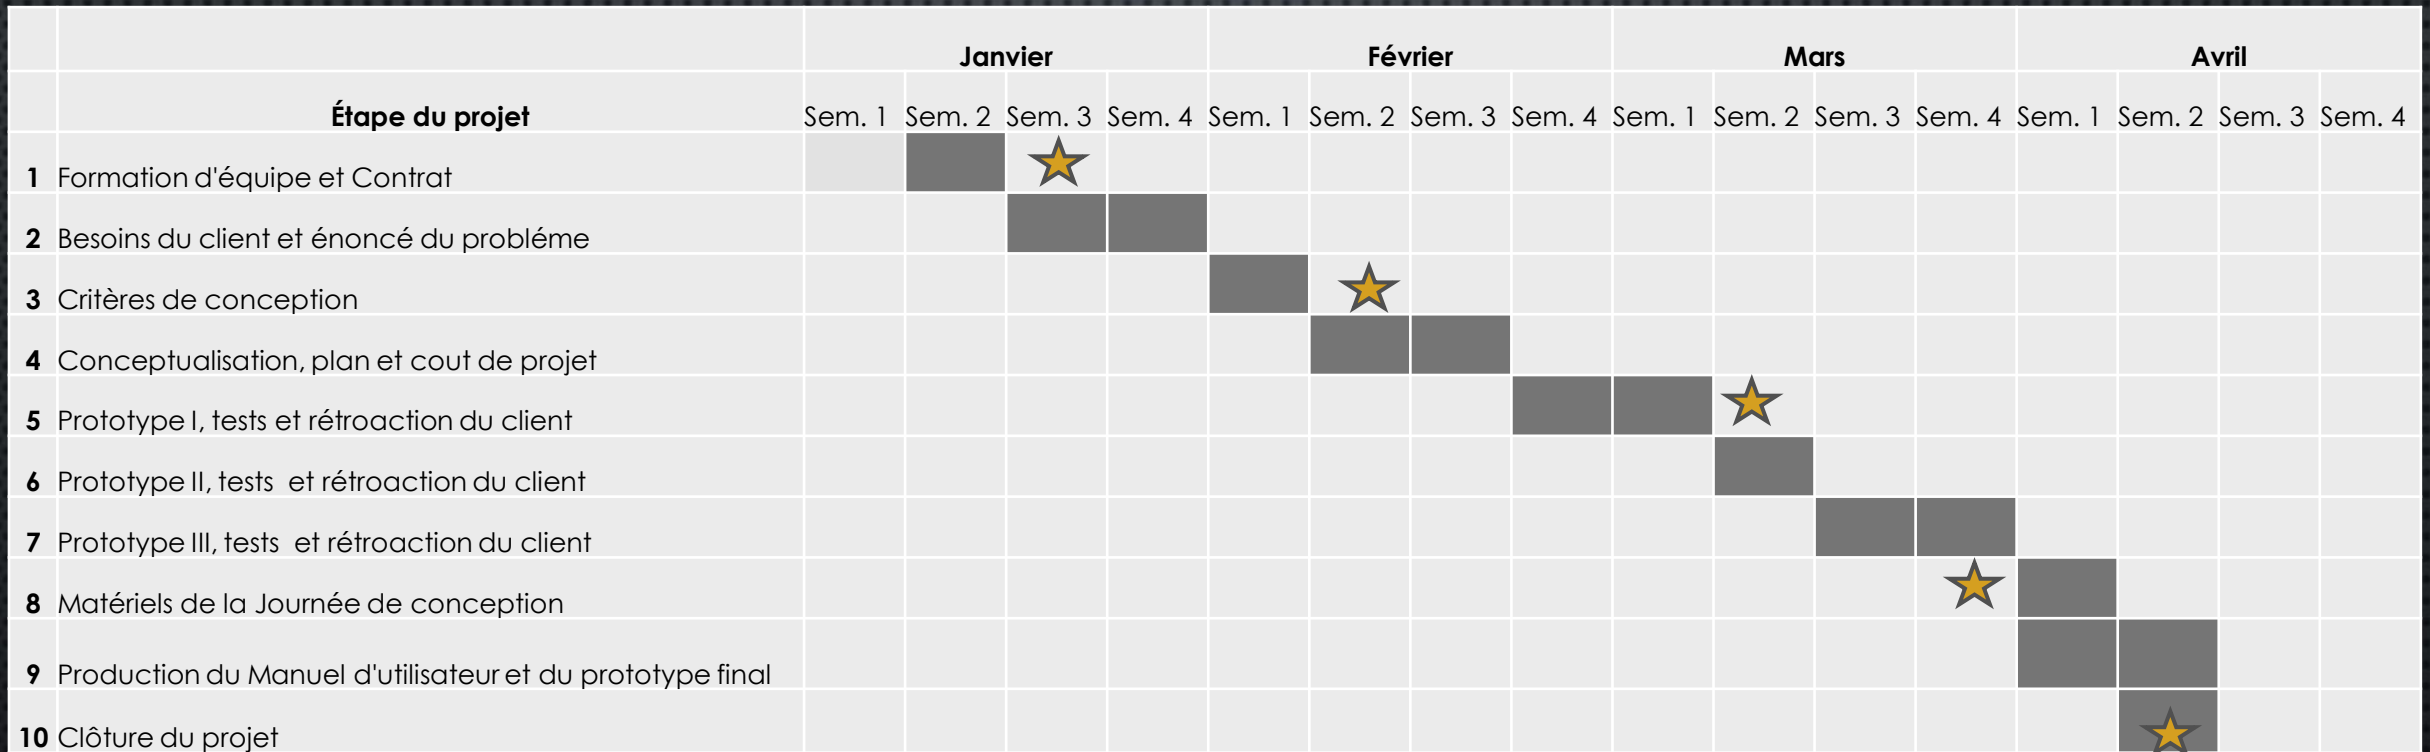 Janvier Février Mars Avril
Étape du projet Sem. 1 Sem. 2 Sem. 3 Sem. 4 Sem. 1 Sem. 2 Sem. 3 Sem. 4 Sem. 1 Sem. 2 Sem. 3 Sem. 4 Sem. 1 Sem. 2 Sem. 3 Sem. 4
1 Formation d'équipe et Contrat
2 Besoins du client et énoncé du probléme
3 Critères de conception
4 Conceptualisation, plan et cout de projet
5 Prototype I, tests et rétroaction du client
6 Prototype II, tests et rétroaction du client
7 Prototype III, tests et rétroaction du client
8 Matériels de la Journée de conception
9 Production du Manuel d'utilisateur et du prototype final
10 Clôture du projet